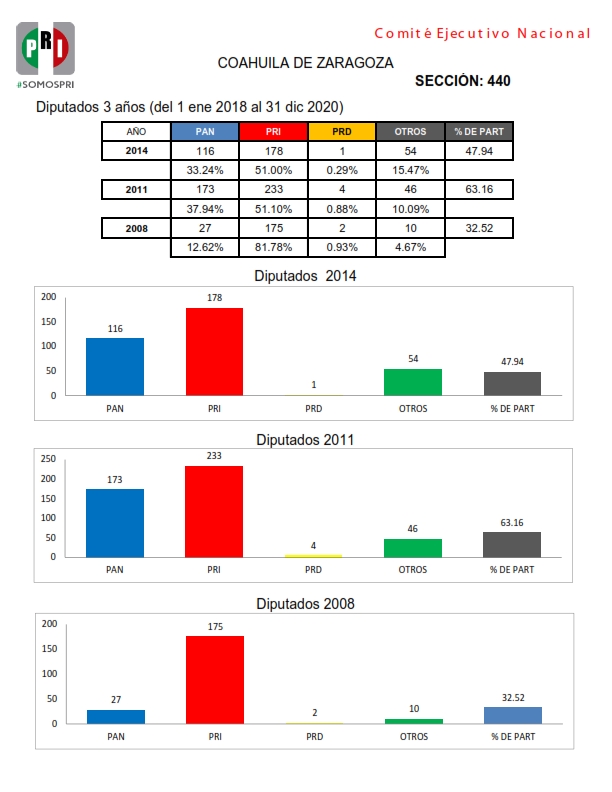 Comité Ejecutivo Nacional
PRI
#SOMOSPRI
COAHUILA DE ZARAGOZA
SECCIÓN: 440
Diputados 3 años (del 1 ene 2018 al 31 dic 2020)
AÑO PAN PRI PRD OTROS % DE PART
2014 116 178 1 54 47.94
33.24% 51.00% 0.29% 15.47%
2011 173 233 4 46 63.16
37.94% 51.10% 0.88% 10.09%
2008 27 175 2 10 32.52
12.62% 81.78% 0.93% 4.67%
Diputados 2014
200
150
100
50
0
116 178 1 54 47.94
PAN PRI PRD OTROS % DE PART
Diputados 2011
250
200
150
100
50
0
173 233 4 46 63.16
PAN PRI PRD OTROS % DE PART
Diputados 2008
200
150
100
50
0
27 175 2 10 32.52
PAN PRI PRD OTROS % DE PART